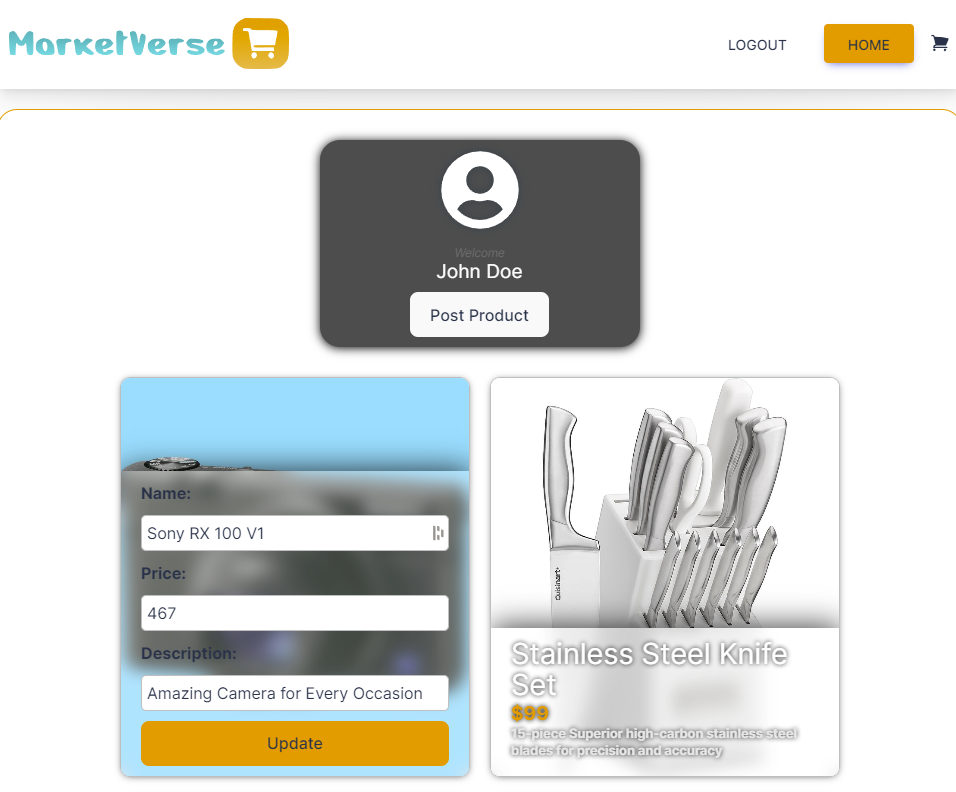 MarketVerse
LOGOUT
HOME
Welcome
John Doe
Post Product
Name:
Sony RX 100 V1
Price:
467
Description:
Amazing Camera for Every Occasion
Update
Cuisinart
Stainless Steel Knife
Set
$99
15-piece Superior high-carbon stainless steel
blades for precision and accuracy